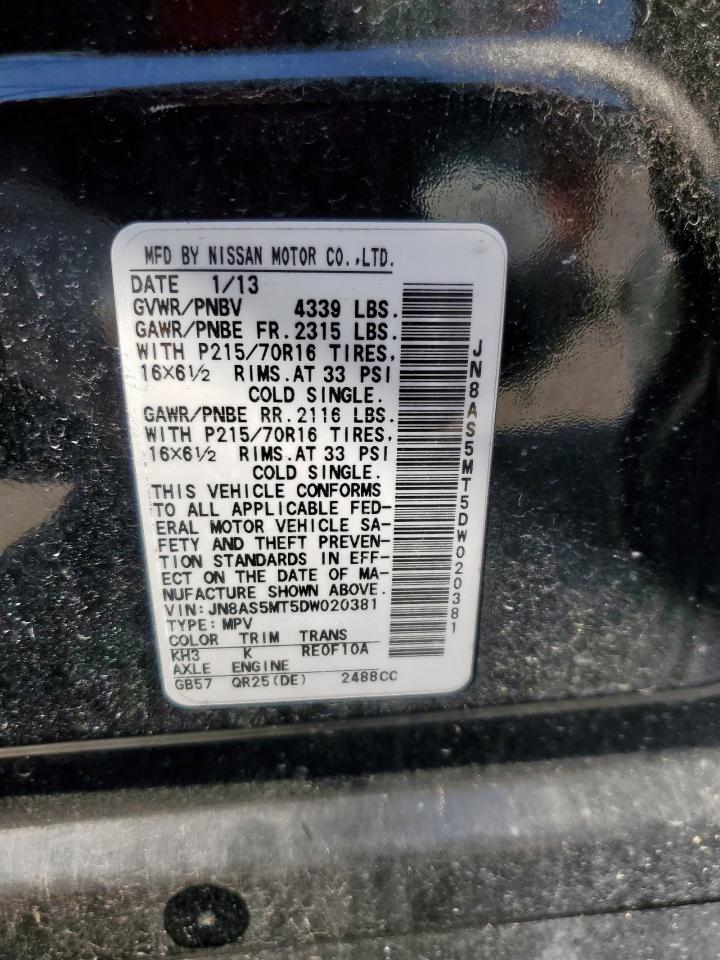 MFD BY NISSAN MOTOR CO.,LTD.
DATE 1/13
GVWR/PNBV 4339 LBS.
GAWR/PNBE FR.2315 LBS.
WITH P215/70R16 TIRES,
16×6½ RIMS.AT 33 PSI
COLD SINGLE.
GAWR/PNBE RR.2116 LBS.
WITH P215/70R16 TIRES,
16×6½ RIMS.AT 33 PSI
COLD SINGLE.
THIS VEHICLE CONFORMS
TO ALL APPLICABLE FED-
ERAL MOTOR VEHICLE SA-
FETY AND THEFT PREVEN-
TION STANDARDS IN EFF-
ECT ON THE DATE OF MA-
NUFACTURE SHOWN ABOVE.
VIN:JN8AS5MT5DW020381
TYPE:MPV
COLOR TRIM TRANS
KH3 K RE0F10A
AXLE ENGINE
GB57 QR25(DE) 2488CC
JN8AS5MT5DW020381